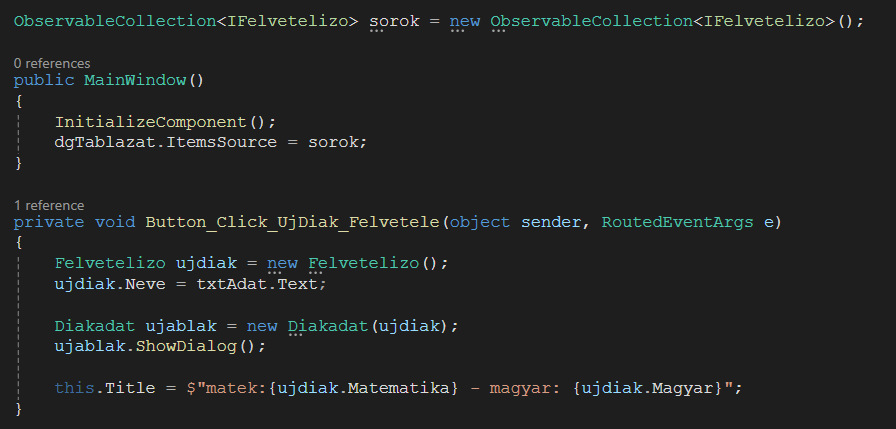 ObservableCollection<IFelvetelizo> sorok = new ObservableCollection<IFelvetelizo>();
0 references
public MainWindow()
{
InitializeComponent();
dgTablazat.ItemsSource = sorok;
}
1 reference
private void Button_Click_UjDiak_Felvetele(object sender, RoutedEventArgs e)
{
Felvetelizo ujdiak = new Felvetelizo();
ujdiak.Neve = txtAdat.Text;
Diakadat ujablak = new Diakadat(ujdiak);
ujablak.ShowDialog();
this.Title = $"matek:{ujdiak.Matematika} - magyar: {ujdiak.Magyar}";
}